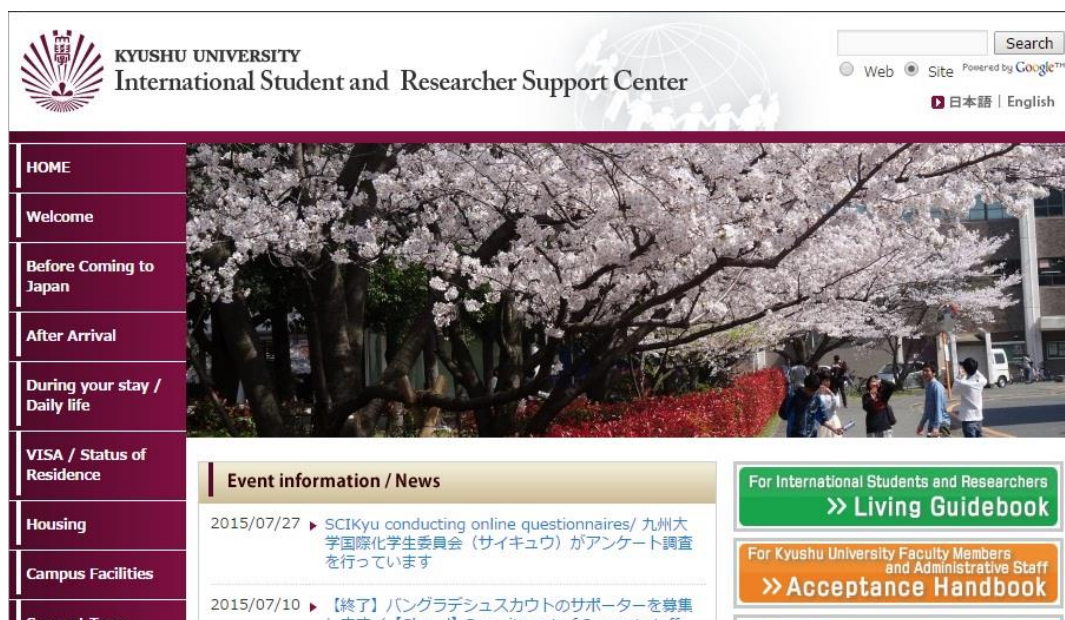 KYUSHU UNIVERSITY
International Student and Researcher Support Center
Search
Web Site Powered by Google™
日本語 | English
HOME
Welcome
Before Coming to
Japan
After Arrival
During your stay /
Daily life
VISA / Status of
Residence
Housing
Campus Facilities
Event information / News
2015/07/27 SCIKyu conducting online questionnaires/ 九州大
学国際化学生委員会（サイキュウ）がアンケート調査
を行っています
2015/07/10 【終了】バングラデシュスカウトのサポーターを募集
For International Students and Researchers
>> Living Guidebook
For Kyushu University Faculty Members
and Administrative Staff
>> Acceptance Handbook